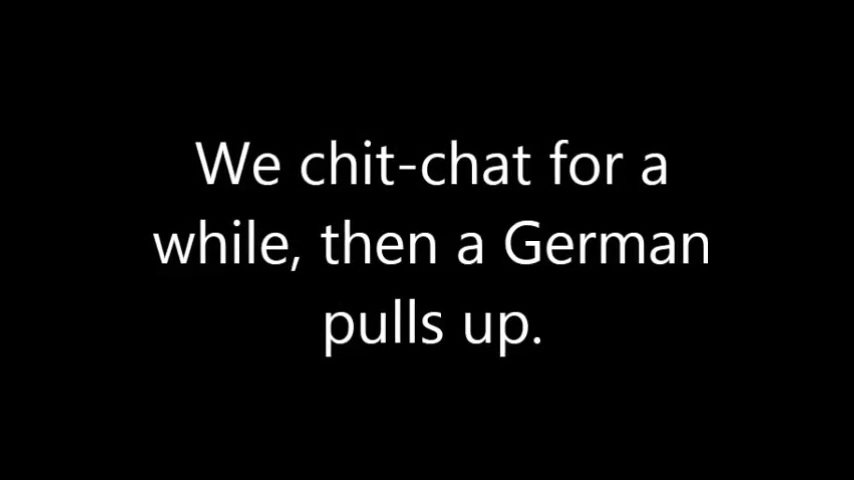 We chit-chat for a
while, then a German
pulls up.